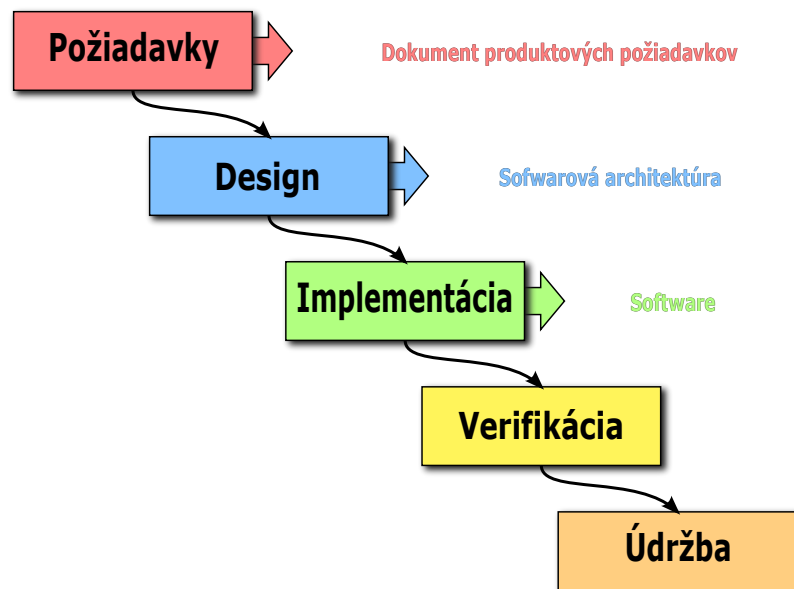 Požiadavky
Dokument produktových požiadavkov
Design
Sofwarová architektúra
Implementácia
Software
Verifikácia
Údržba